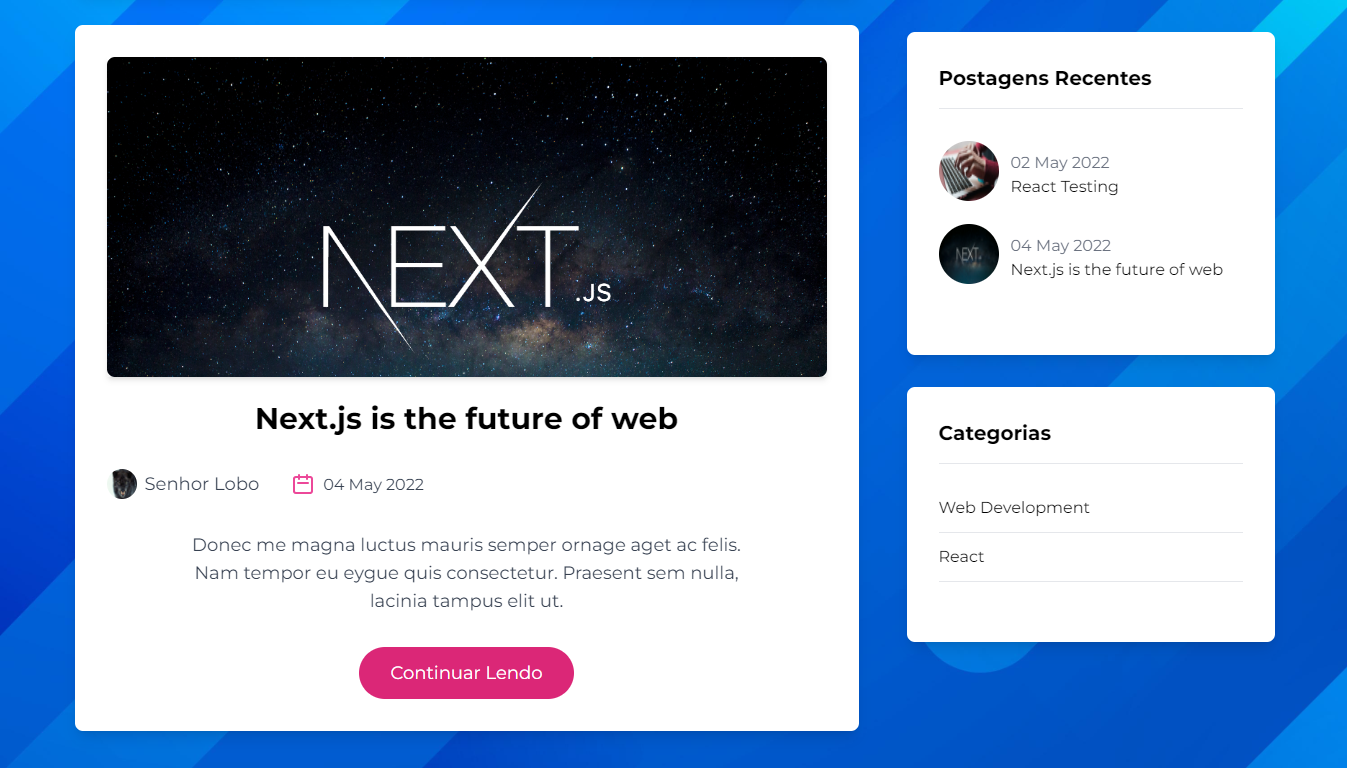 NEXT.JS
Next.js is the future of web
Senhor Lobo
04 May 2022
Donec me magna luctus mauris semper ornage aget ac felis.
Nam tempor eu eygue quis consectetur. Praesent sem nulla,
lacinia tampus elit ut.
Continuar Lendo
Postagens Recentes
02 May 2022
React Testing
NEXT.
04 May 2022
Next.js is the future of web
Categorias
Web Development
React